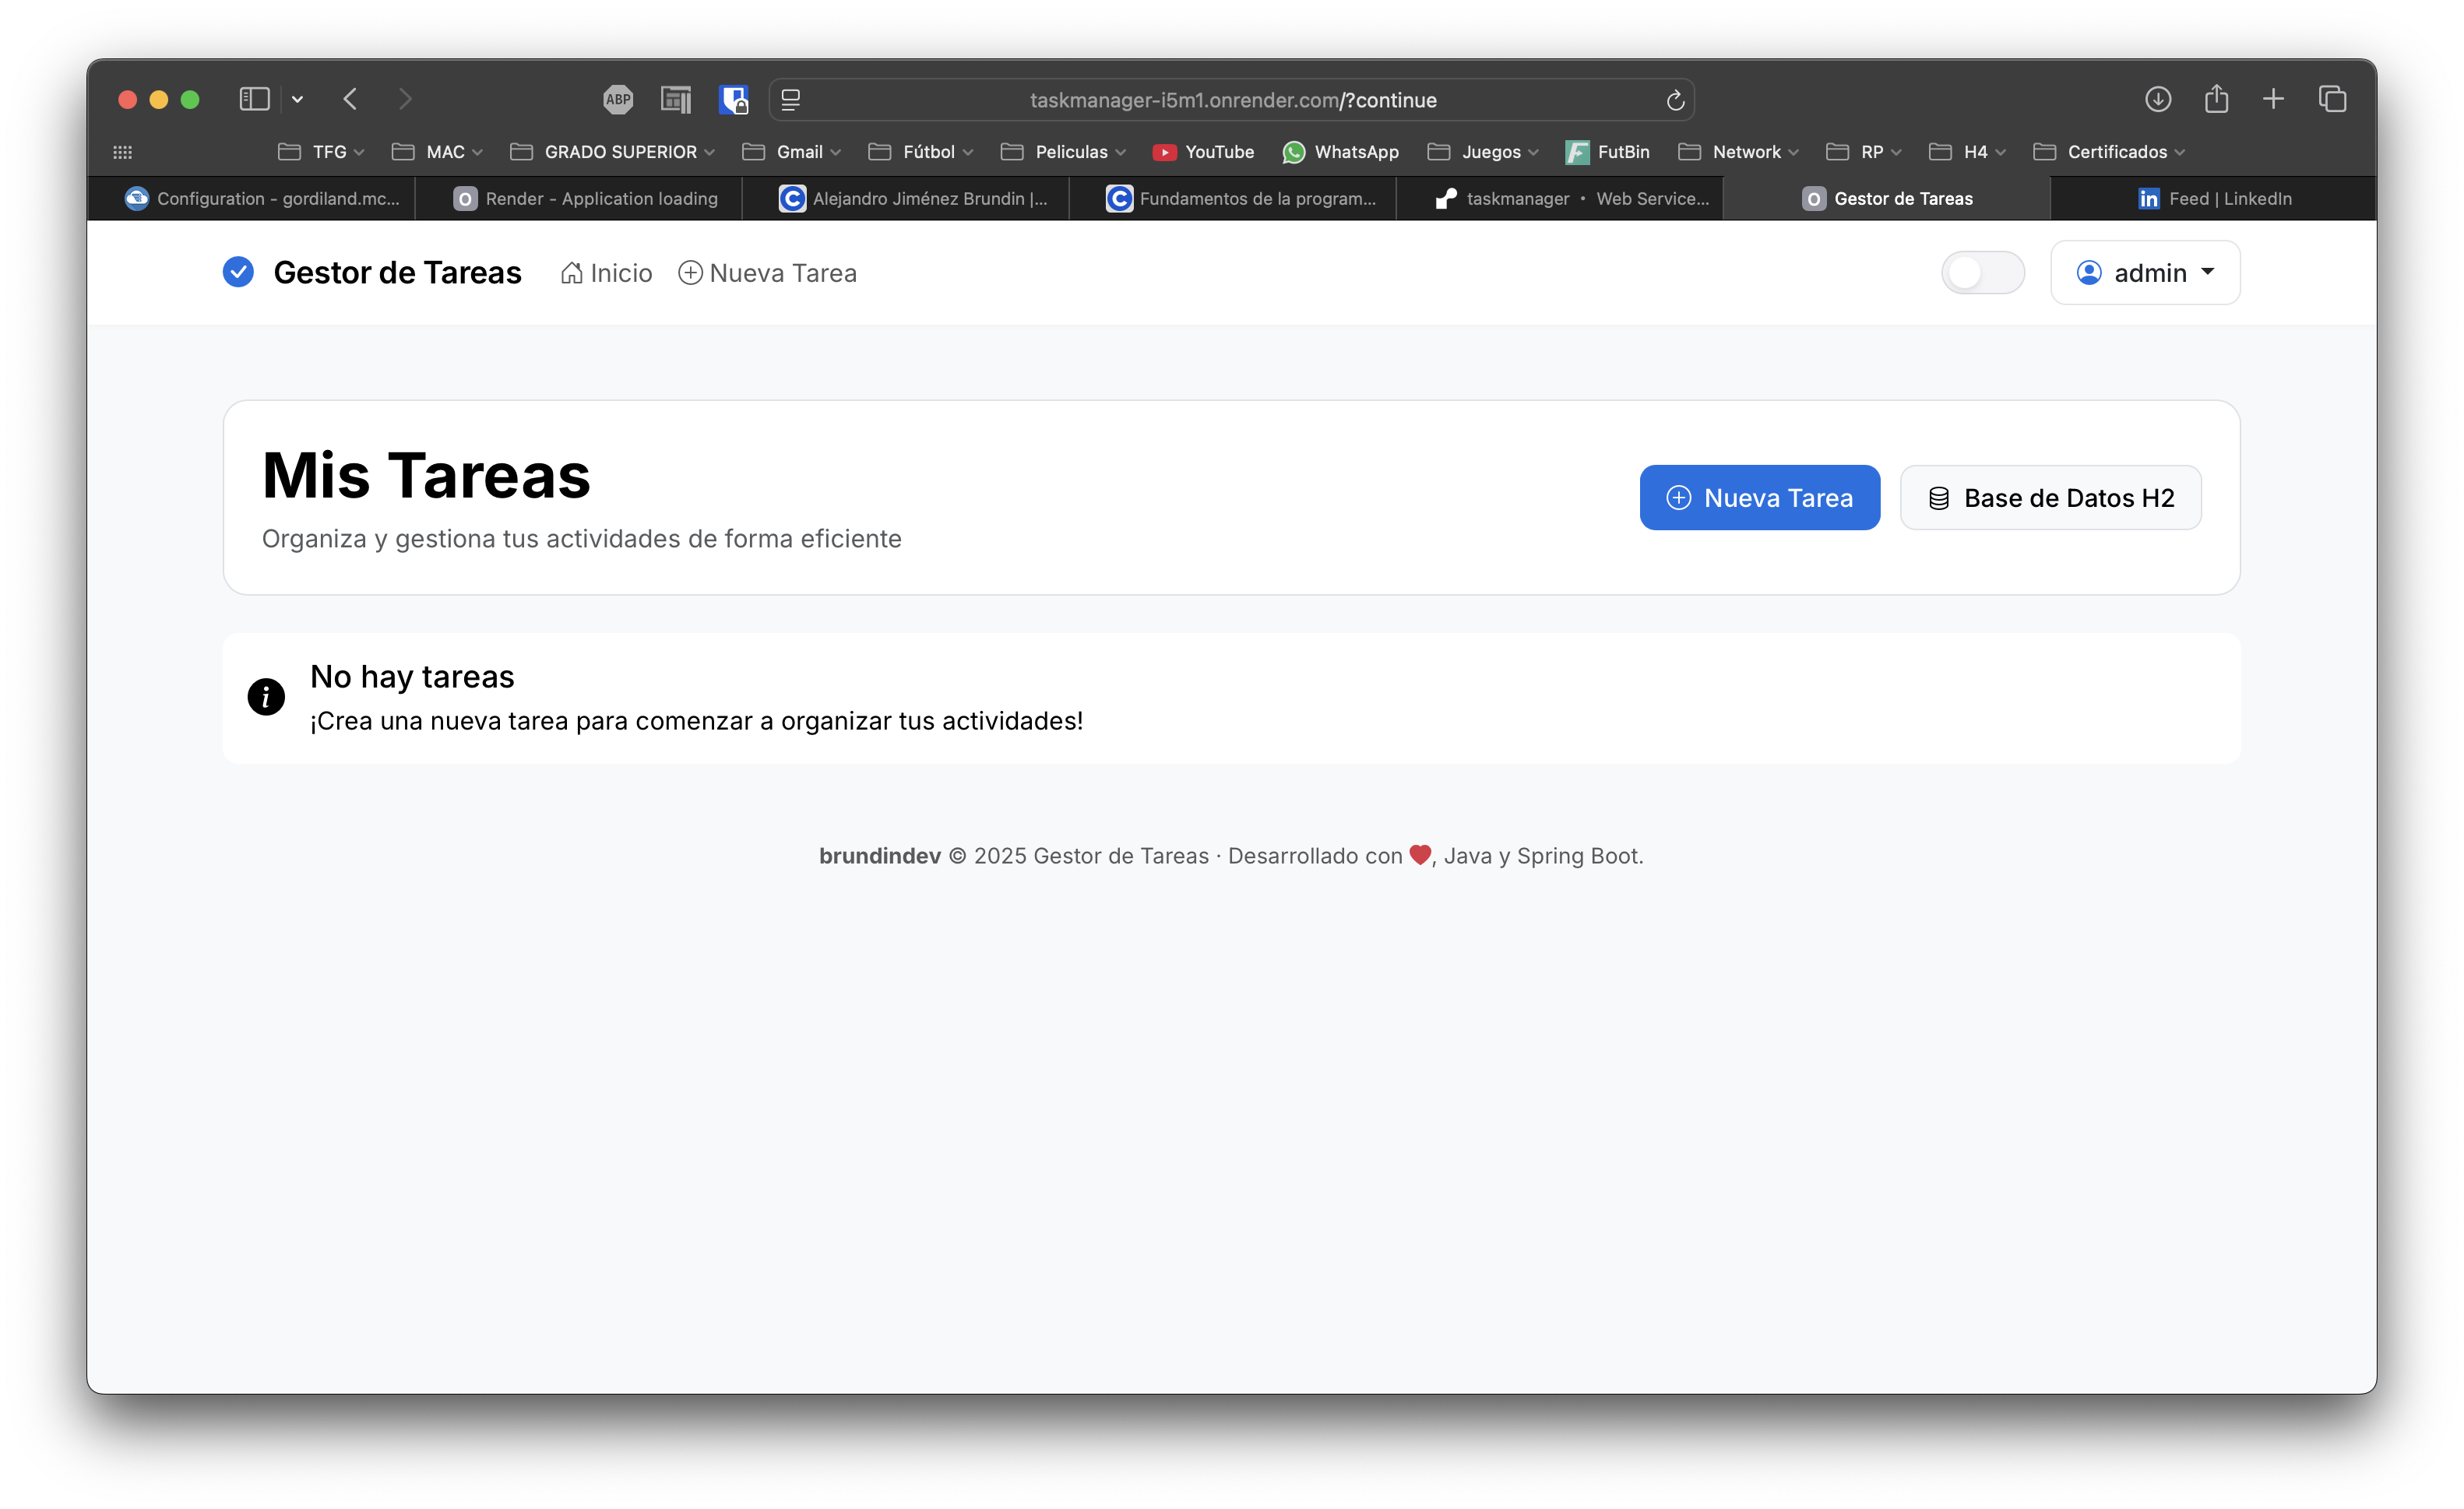 ABP
taskmanager-i5m1.onrender.com/?continue
TFG MAC GRADO SUPERIOR Gmail Fútbol Peliculas YouTube WhatsApp Juegos FutBin Network RP H4 Certificados
Configuration - gordiland.mc... Render - Application loading Alejandro Jiménez Brundin |... Fundamentos de la program... taskmanager • Web Service... Gestor de Tareas Feed | LinkedIn
Gestor de Tareas Inicio Nueva Tarea admin
Mis Tareas
Organiza y gestiona tus actividades de forma eficiente
Nueva Tarea Base de Datos H2
No hay tareas
¡Crea una nueva tarea para comenzar a organizar tus actividades!
brundindev © 2025 Gestor de Tareas · Desarrollado con ❤️, Java y Spring Boot.